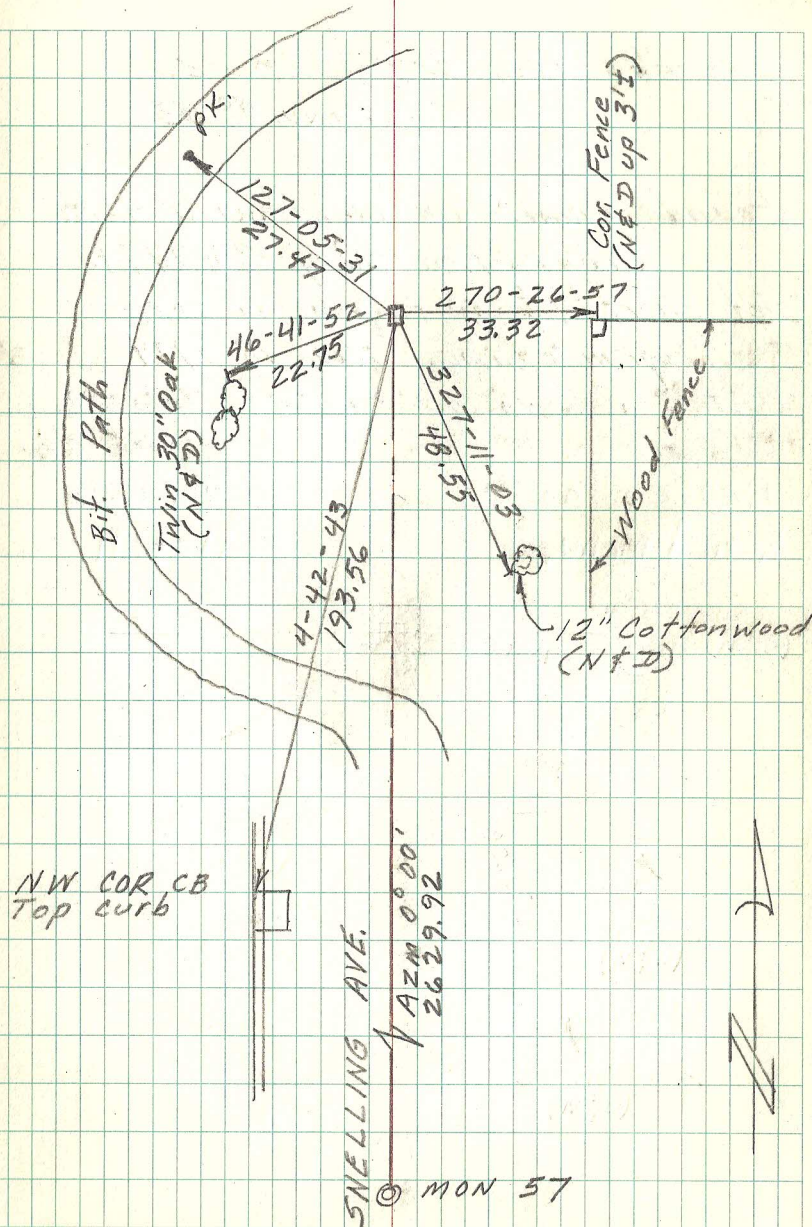 PK.
127-05-31
27.47
Cor. Fence
(N&D up 3'±)
270-26-57
33.32
46-41-52
22.75
Twin 30" Oak
(N&D)
Bit. Path
327-11-03
48.55
Wood Fence
12" Cottonwood
(N&D)
4-42-43
193.56
NW COR CB
Top curb
SNELLING AVE.
Azm 0° 00'
2629.92
N
MON 57